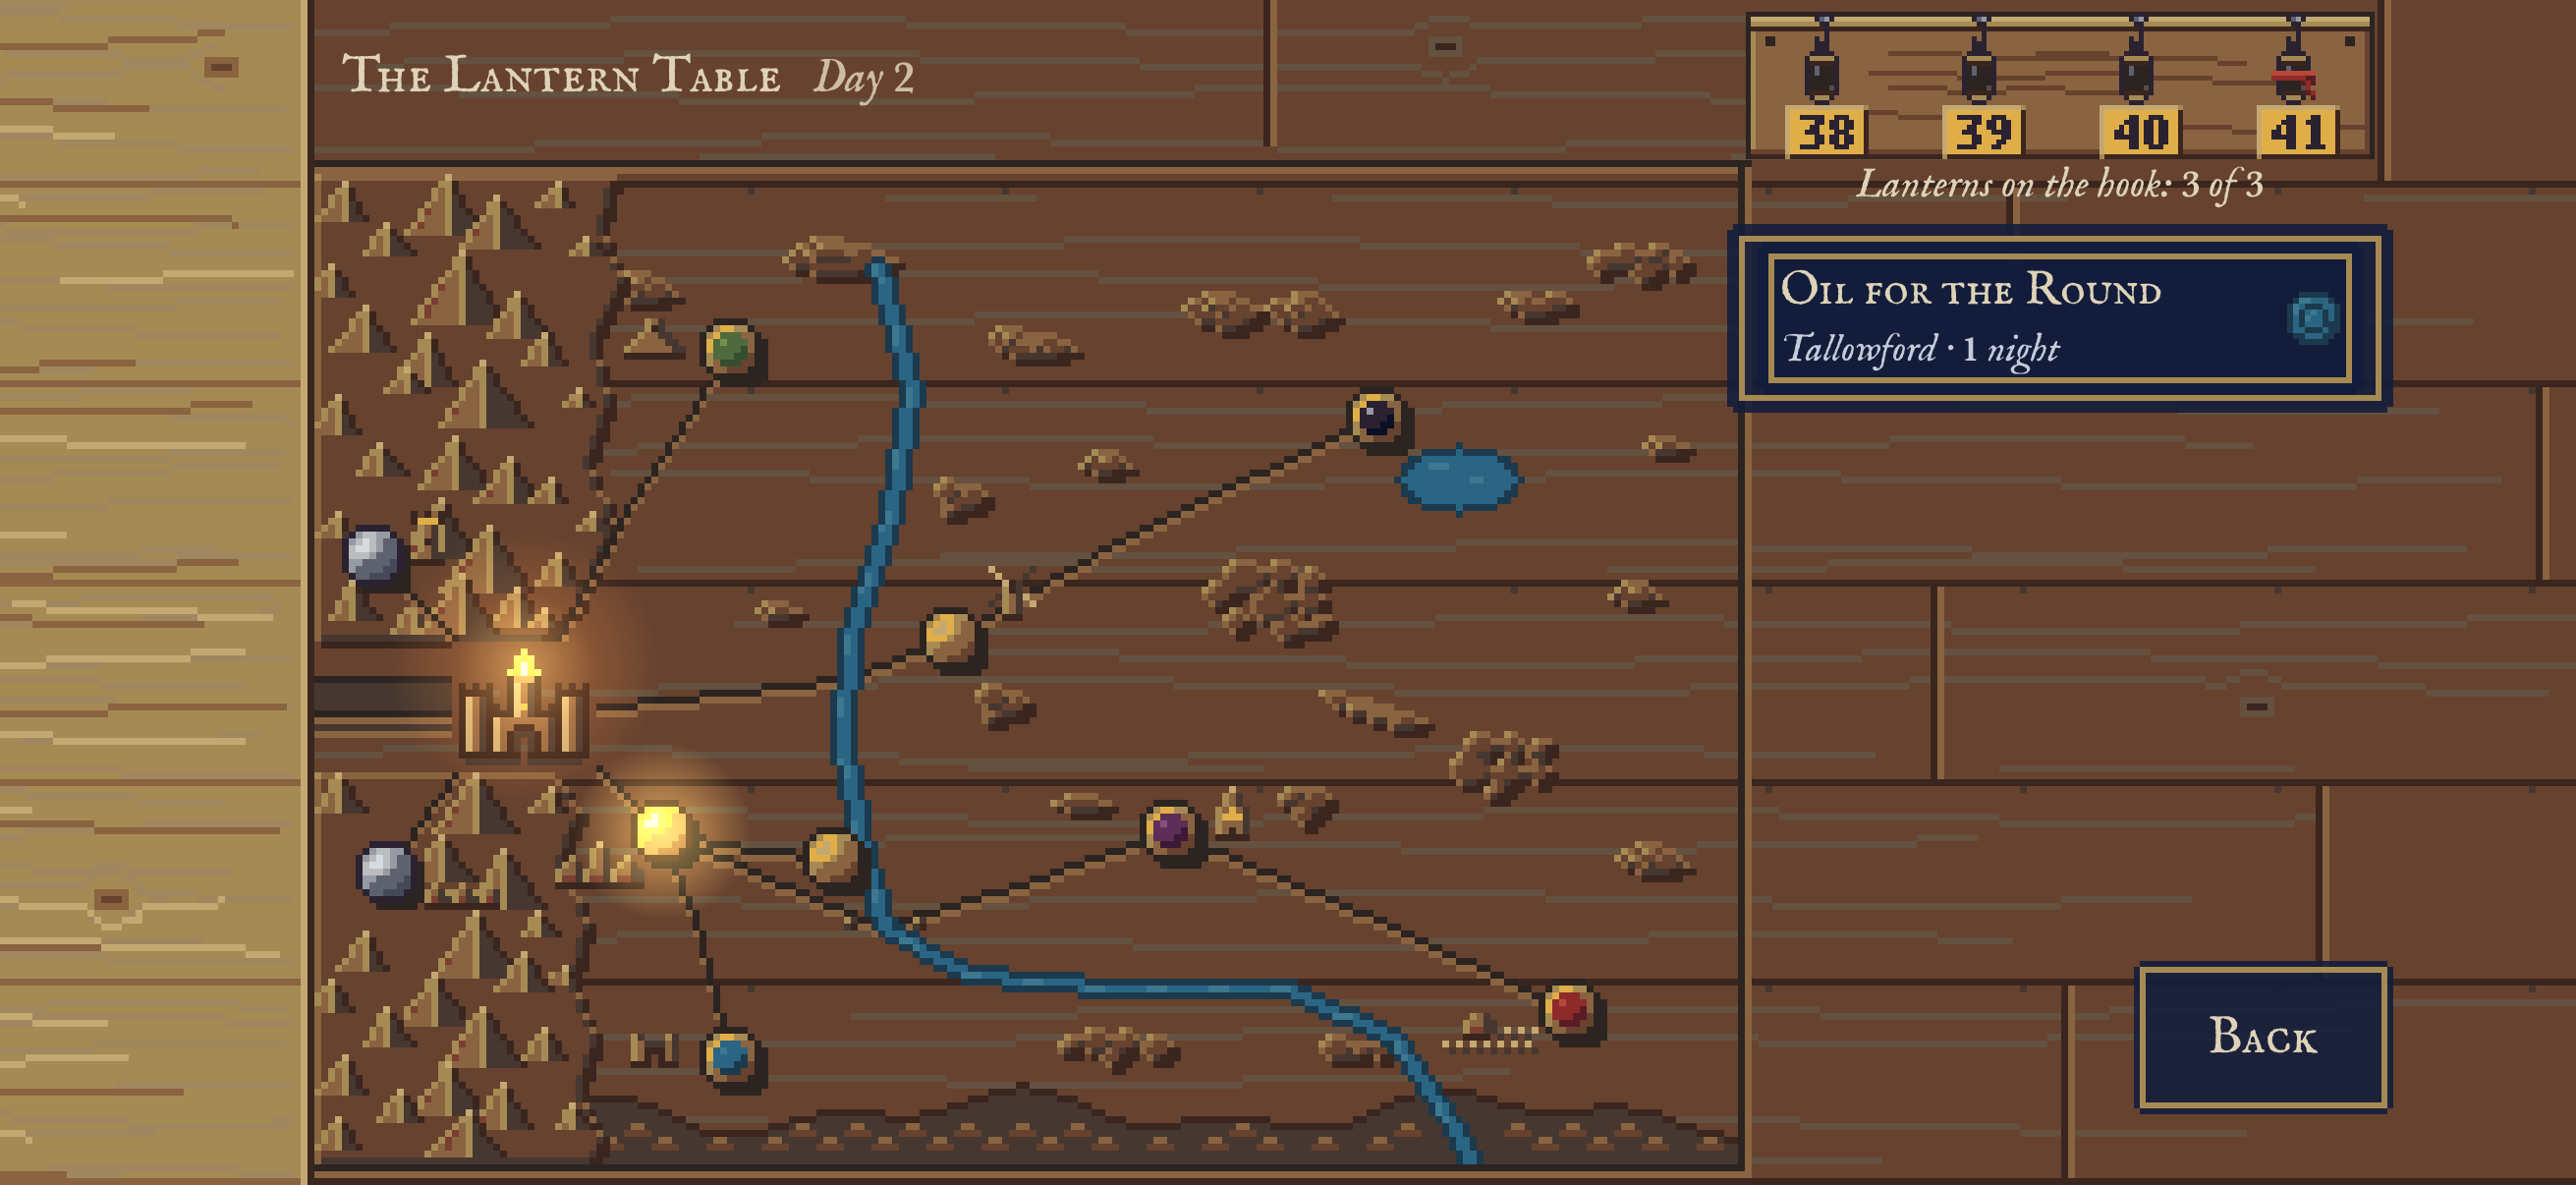 The Lantern Table Day 2
38 39 40 41
Lanterns on the hook: 3 of 3
Oil for the Round
Tallowford · 1 night
Back